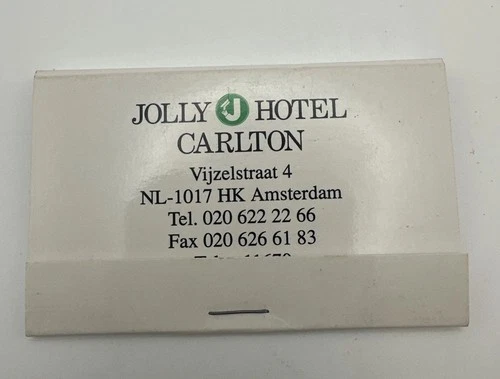 JOLLY J HOTEL
CARLTON
Vijzelstraat 4
NL-1017 HK Amsterdam
Tel. 020 622 22 66
Fax 020 626 61 83